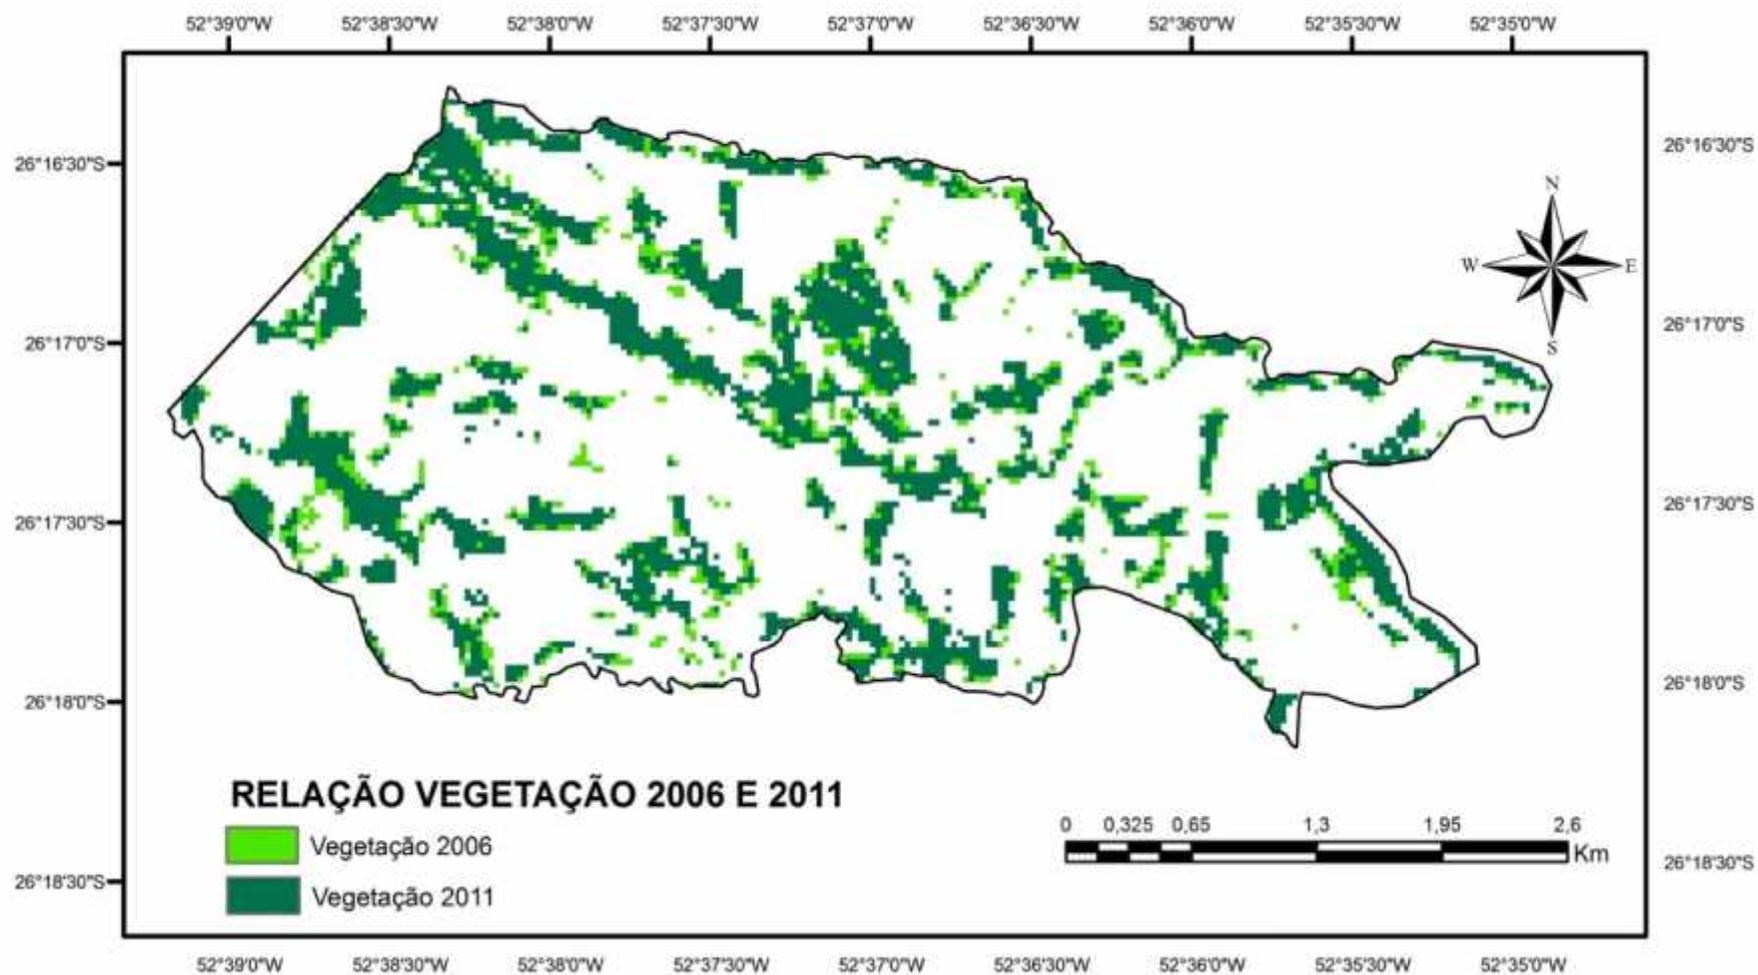 52°39'0"W 52°38'30"W 52°38'0"W 52°37'30"W 52°37'0"W 52°36'30"W 52°36'0"W 52°35'30"W 52°35'0"W
26°16'30"S 26°16'30"S
N
W E
S
26°17'0"S 26°17'0"S
26°17'30"S 26°17'30"S
26°18'0"S 26°18'0"S
RELAÇÃO VEGETAÇÃO 2006 E 2011
Vegetação 2006
Vegetação 2011
0 0,325 0,65 1,3 1,95 2,6
Km
26°18'30"S 26°18'30"S
52°39'0"W 52°38'30"W 52°38'0"W 52°37'30"W 52°37'0"W 52°36'30"W 52°36'0"W 52°35'30"W 52°35'0"W